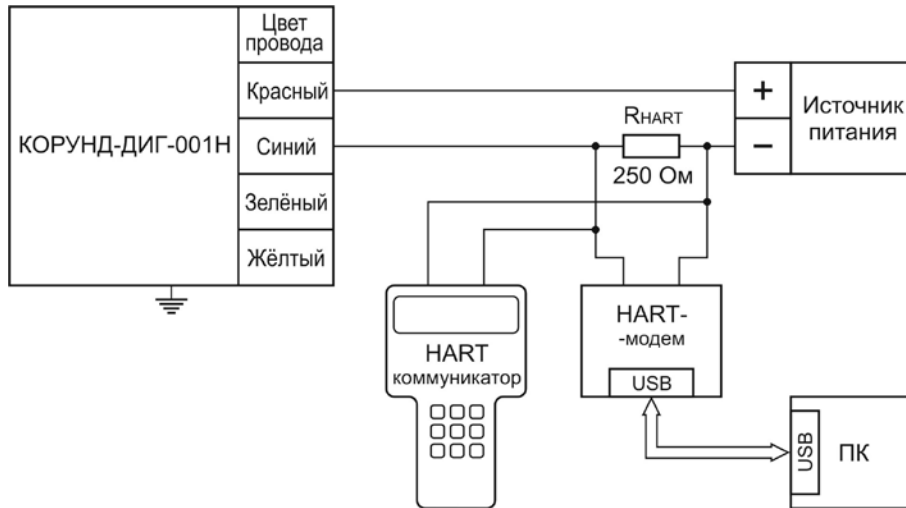 Цвет
провода
Красный
КОРУНД-ДИГ-001Н
Синий
Зелёный
Жёлтый
RHART
250 Ом
+
−
Источник
питания
HART
коммуникатор
HART-
-модем
USB
USB
ПК